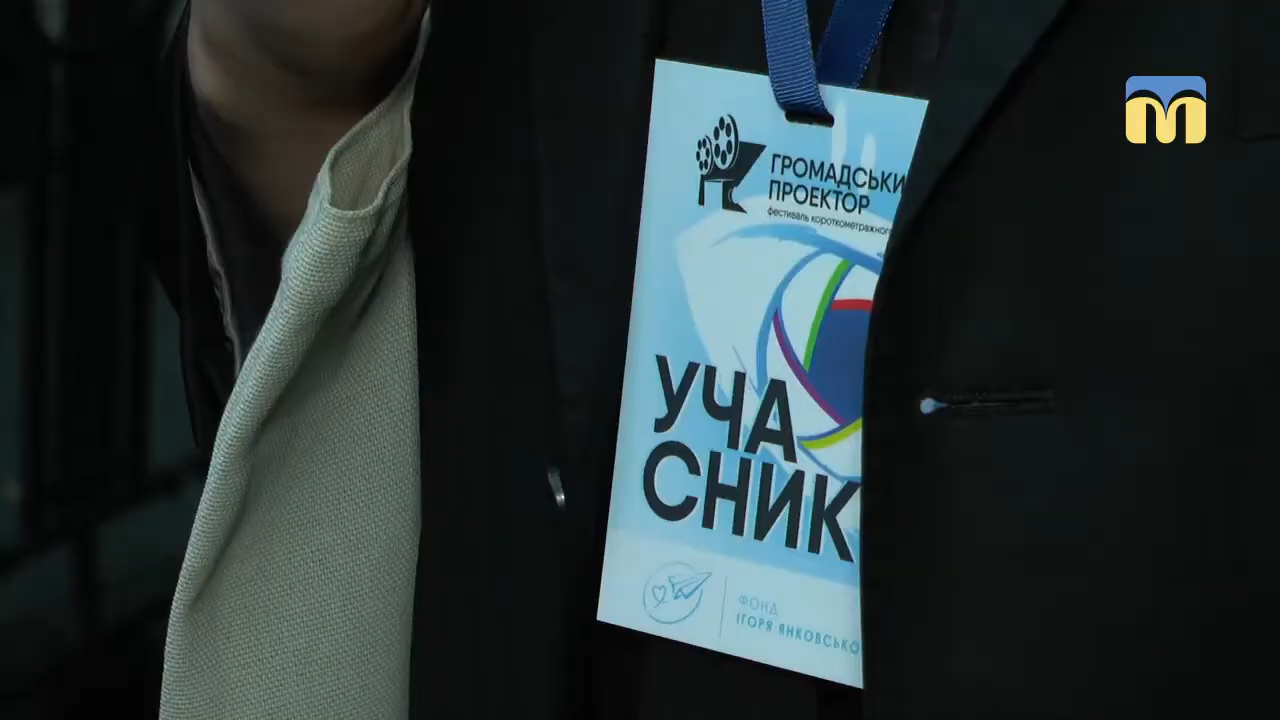 ГРОМАДСЬКИ
ПРОЕКТОР
фестиваль короткометражного
УЧА
СНИК
ФОНД
ІГОРЯ ЯНКОВСЬКО